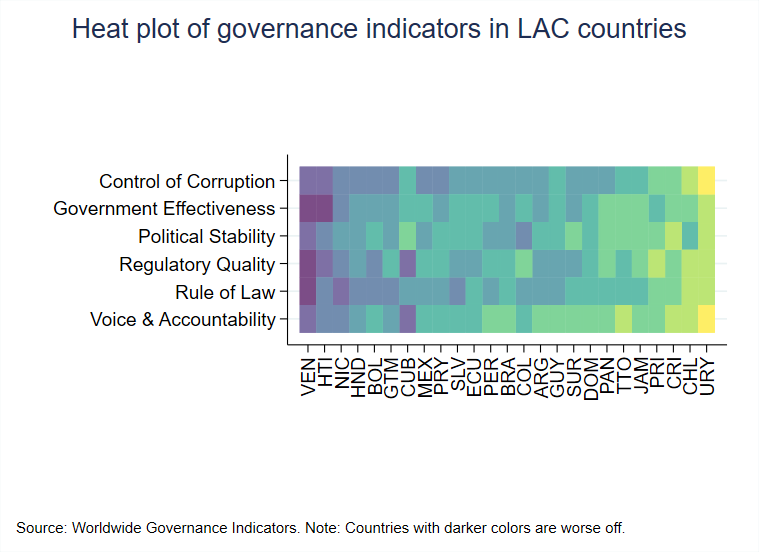 Heat plot of governance indicators in LAC countries
Control of Corruption
Government Effectiveness
Political Stability
Regulatory Quality
Rule of Law
Voice & Accountability
VEN
HTI
NIC
HND
BOL
GTM
CUB
MEX
PRY
SLV
ECU
PER
BRA
COL
ARG
GUY
SUR
DOM
PAN
TTO
JAM
PRI
CRI
CHL
URY
Source: Worldwide Governance Indicators. Note: Countries with darker colors are worse off.